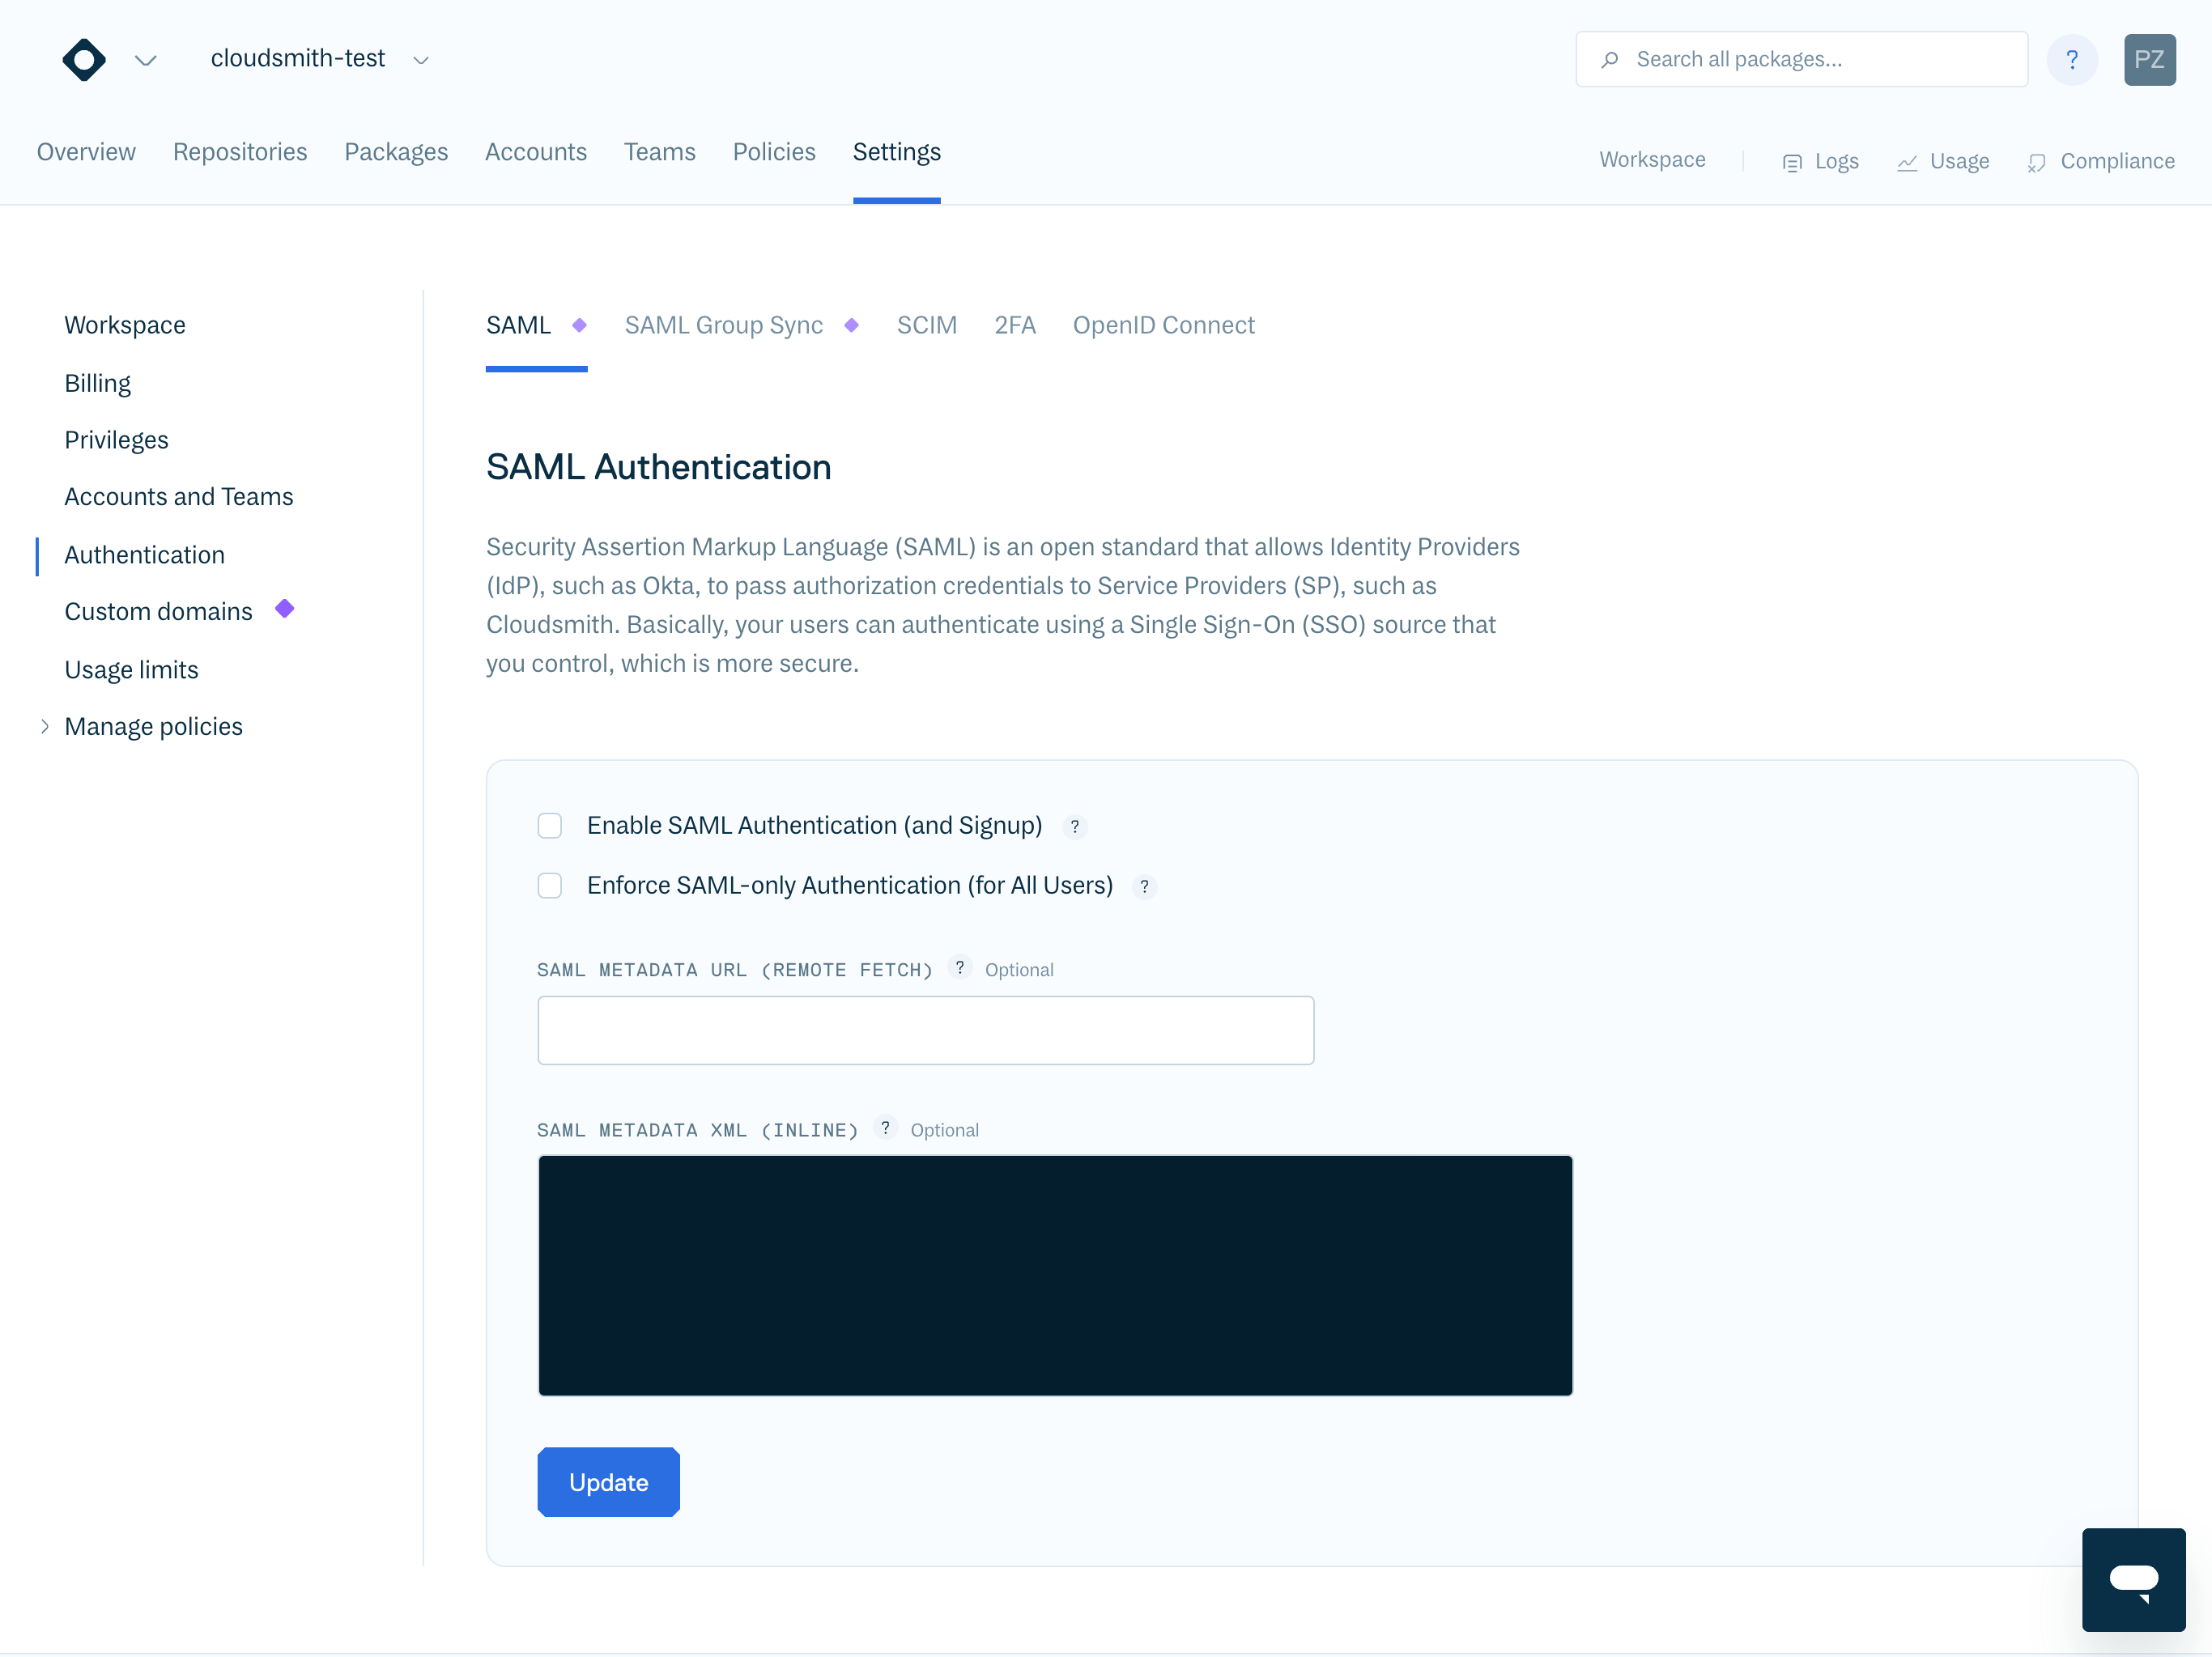 cloudsmith-test
Search all packages...
?
PZ
Overview Repositories Packages Accounts Teams Policies Settings
Workspace Logs Usage Compliance
Workspace
Billing
Privileges
Accounts and Teams
Authentication
Custom domains
Usage limits
Manage policies
SAML SAML Group Sync SCIM 2FA OpenID Connect
SAML Authentication
Security Assertion Markup Language (SAML) is an open standard that allows Identity Providers
(IdP), such as Okta, to pass authorization credentials to Service Providers (SP), such as
Cloudsmith. Basically, your users can authenticate using a Single Sign-On (SSO) source that
you control, which is more secure.
Enable SAML Authentication (and Signup) ?
Enforce SAML-only Authentication (for All Users) ?
SAML METADATA URL (REMOTE FETCH) ? Optional
SAML METADATA XML (INLINE) ? Optional
Update